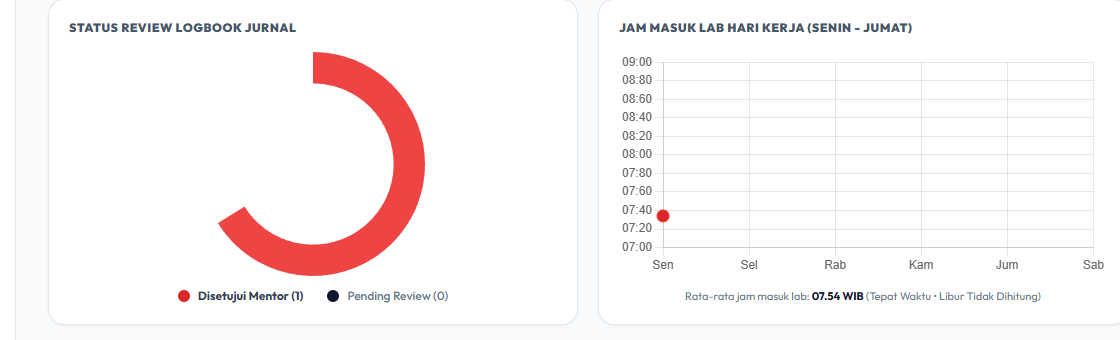 STATUS REVIEW LOGBOOK JURNAL
Disetujui Mentor (1)
Pending Review (0)
JAM MASUK LAB HARI KERJA (SENIN - JUMAT)
09:00
08:80
08:60
08:40
08:20
08:00
07:80
07:60
07:40
07:20
07:00
Sen Sel Rab Kam Jum Sab
Rata-rata jam masuk lab: 07.54 WIB (Tepat Waktu • Libur Tidak Dihitung)